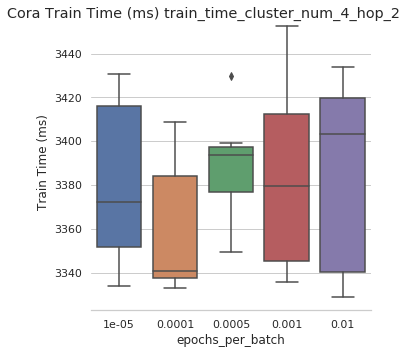 Cora Train Time (ms) train_time_cluster_num_4_hop_2
Train Time (ms)
3440
3420
3400
3380
3360
3340
1e-05 0.0001 0.0005 0.001 0.01
epochs_per_batch